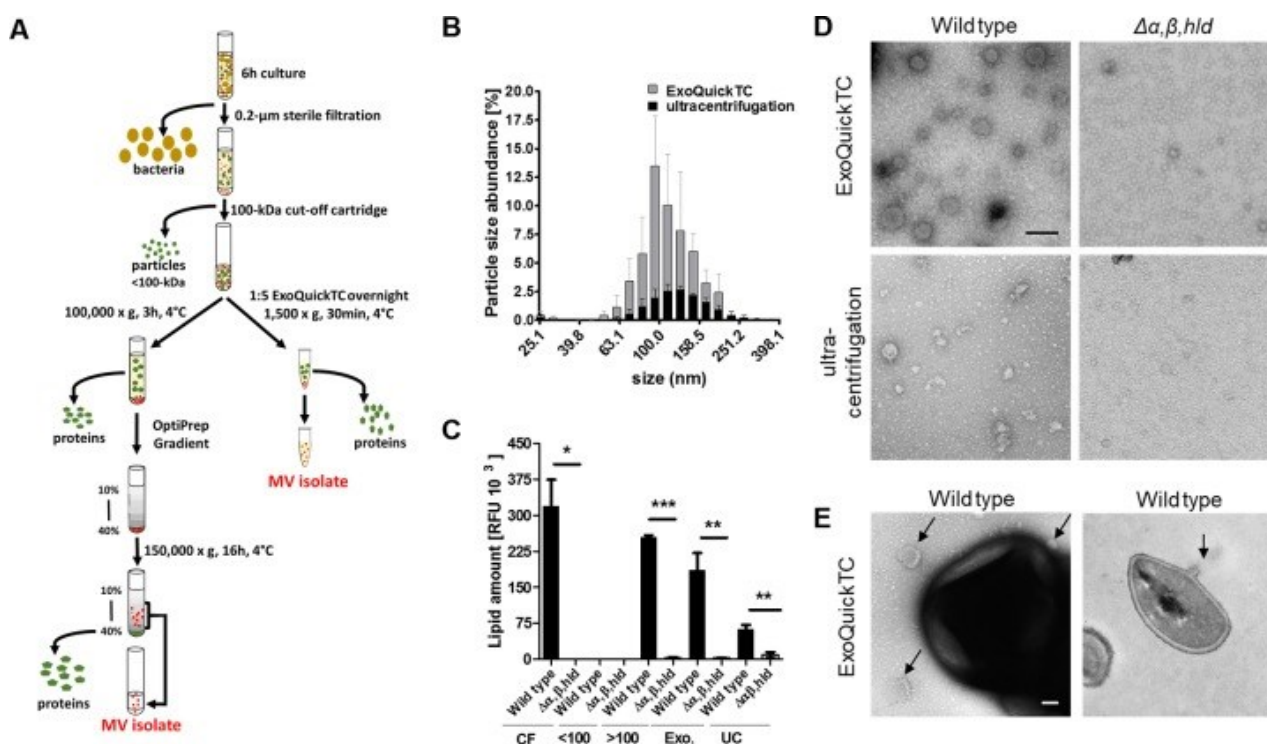 A
6h culture
0.2-µm sterile filtration
bacteria
100-kDa cut-off cartridge
particles
<100-kDa
100,000 x g, 3h, 4°C
1:5 ExoQuickTC overnight
1,500 x g, 30min, 4°C
proteins
proteins
OptiPrep
Gradient
MV isolate
10%
40%
150,000 x g, 16h, 4°C
10%
40%
proteins
MV isolate
B
ExoQuickTC
ultracentrifugation
Particle size abundance [%]
20.0
17.5
15.0
12.5
10.0
7.5
5.0
2.5
0.0
25.1 39.8 63.1 100.0 158.5 251.2 398.1
size (nm)
C
Lipid amount [RFU 10 3 ]
450
375
300
225
150
75
0
* *** ** **
Wild type Δα, β, hld Wild type Δα, β, hld Wild type Δα, β, hld Wild type Δα, β, hld Wild type Δαβ, hld
CF <100 >100 Exo. UC
D
Wild type Δα,β,hld
ExoQuickTC
ultra-
centrifugation
E
Wild type Wild type
ExoQuickTC